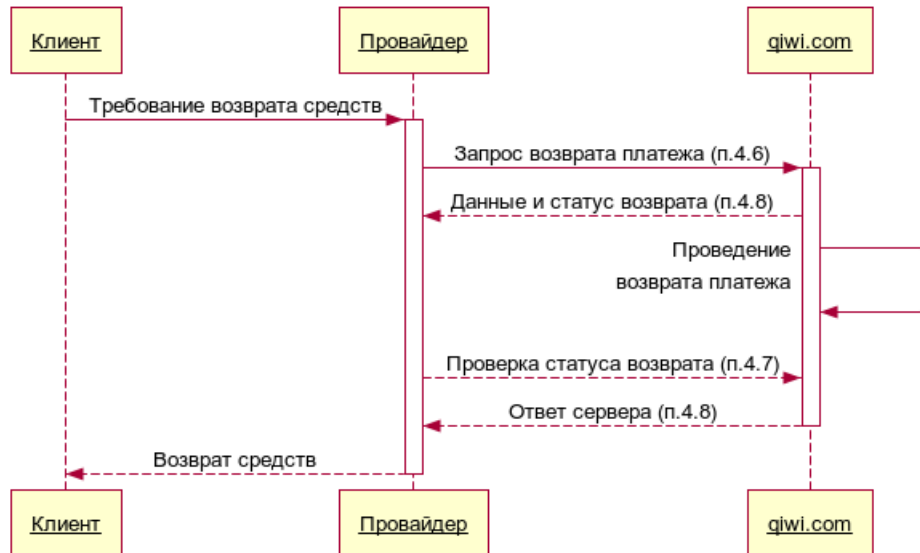 Клиент
Провайдер
qiwi.com
Требование возврата средств
Запрос возврата платежа (п.4.6)
Данные и статус возврата (п.4.8)
Проведение
возврата платежа
Проверка статуса возврата (п.4.7)
Ответ сервера (п.4.8)
Возврат средств
Клиент
Провайдер
qiwi.com